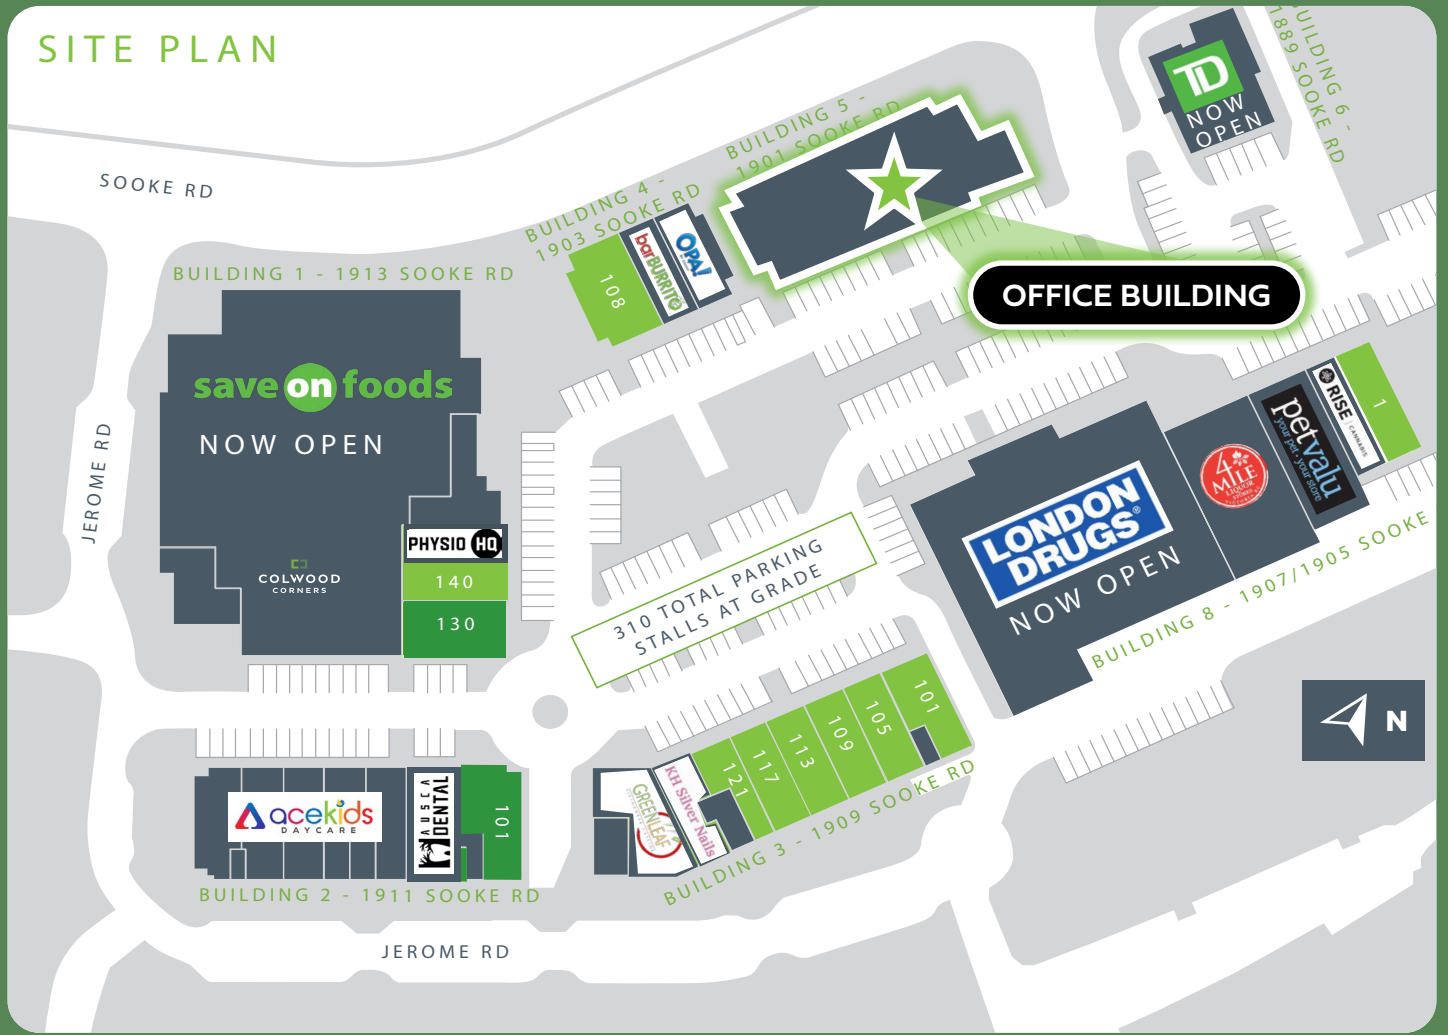 SITE PLAN
SOOKE RD
BUILDING 6 -
1889 SOOKE RD
TD
NOW
OPEN
BUILDING 5 -
1901 SOOKE RD
BUILDING 4 -
1903 SOOKE RD
108
barBURRITO
OPA!
OFFICE BUILDING
BUILDING 1 - 1913 SOOKE RD
save on foods
NOW OPEN
JEROME RD
PHYSIO HQ
COLWOOD
CORNERS
140
130
310 TOTAL PARKING
STALLS AT GRADE
LONDON
DRUGS®
NOW OPEN
4
MILE
LIQUOR
petvalu
your pet · your store
RISE
CANNABIS
1
BUILDING 8 - 1907/1905 SOOKE
N
acekids
DAYCARE
AUSCA
DENTAL
101
BUILDING 2 - 1911 SOOKE RD
GREENLEAF
KH Silver Nails
121
117
113
109
105
101
BUILDING 3 - 1909 SOOKE RD
JEROME RD